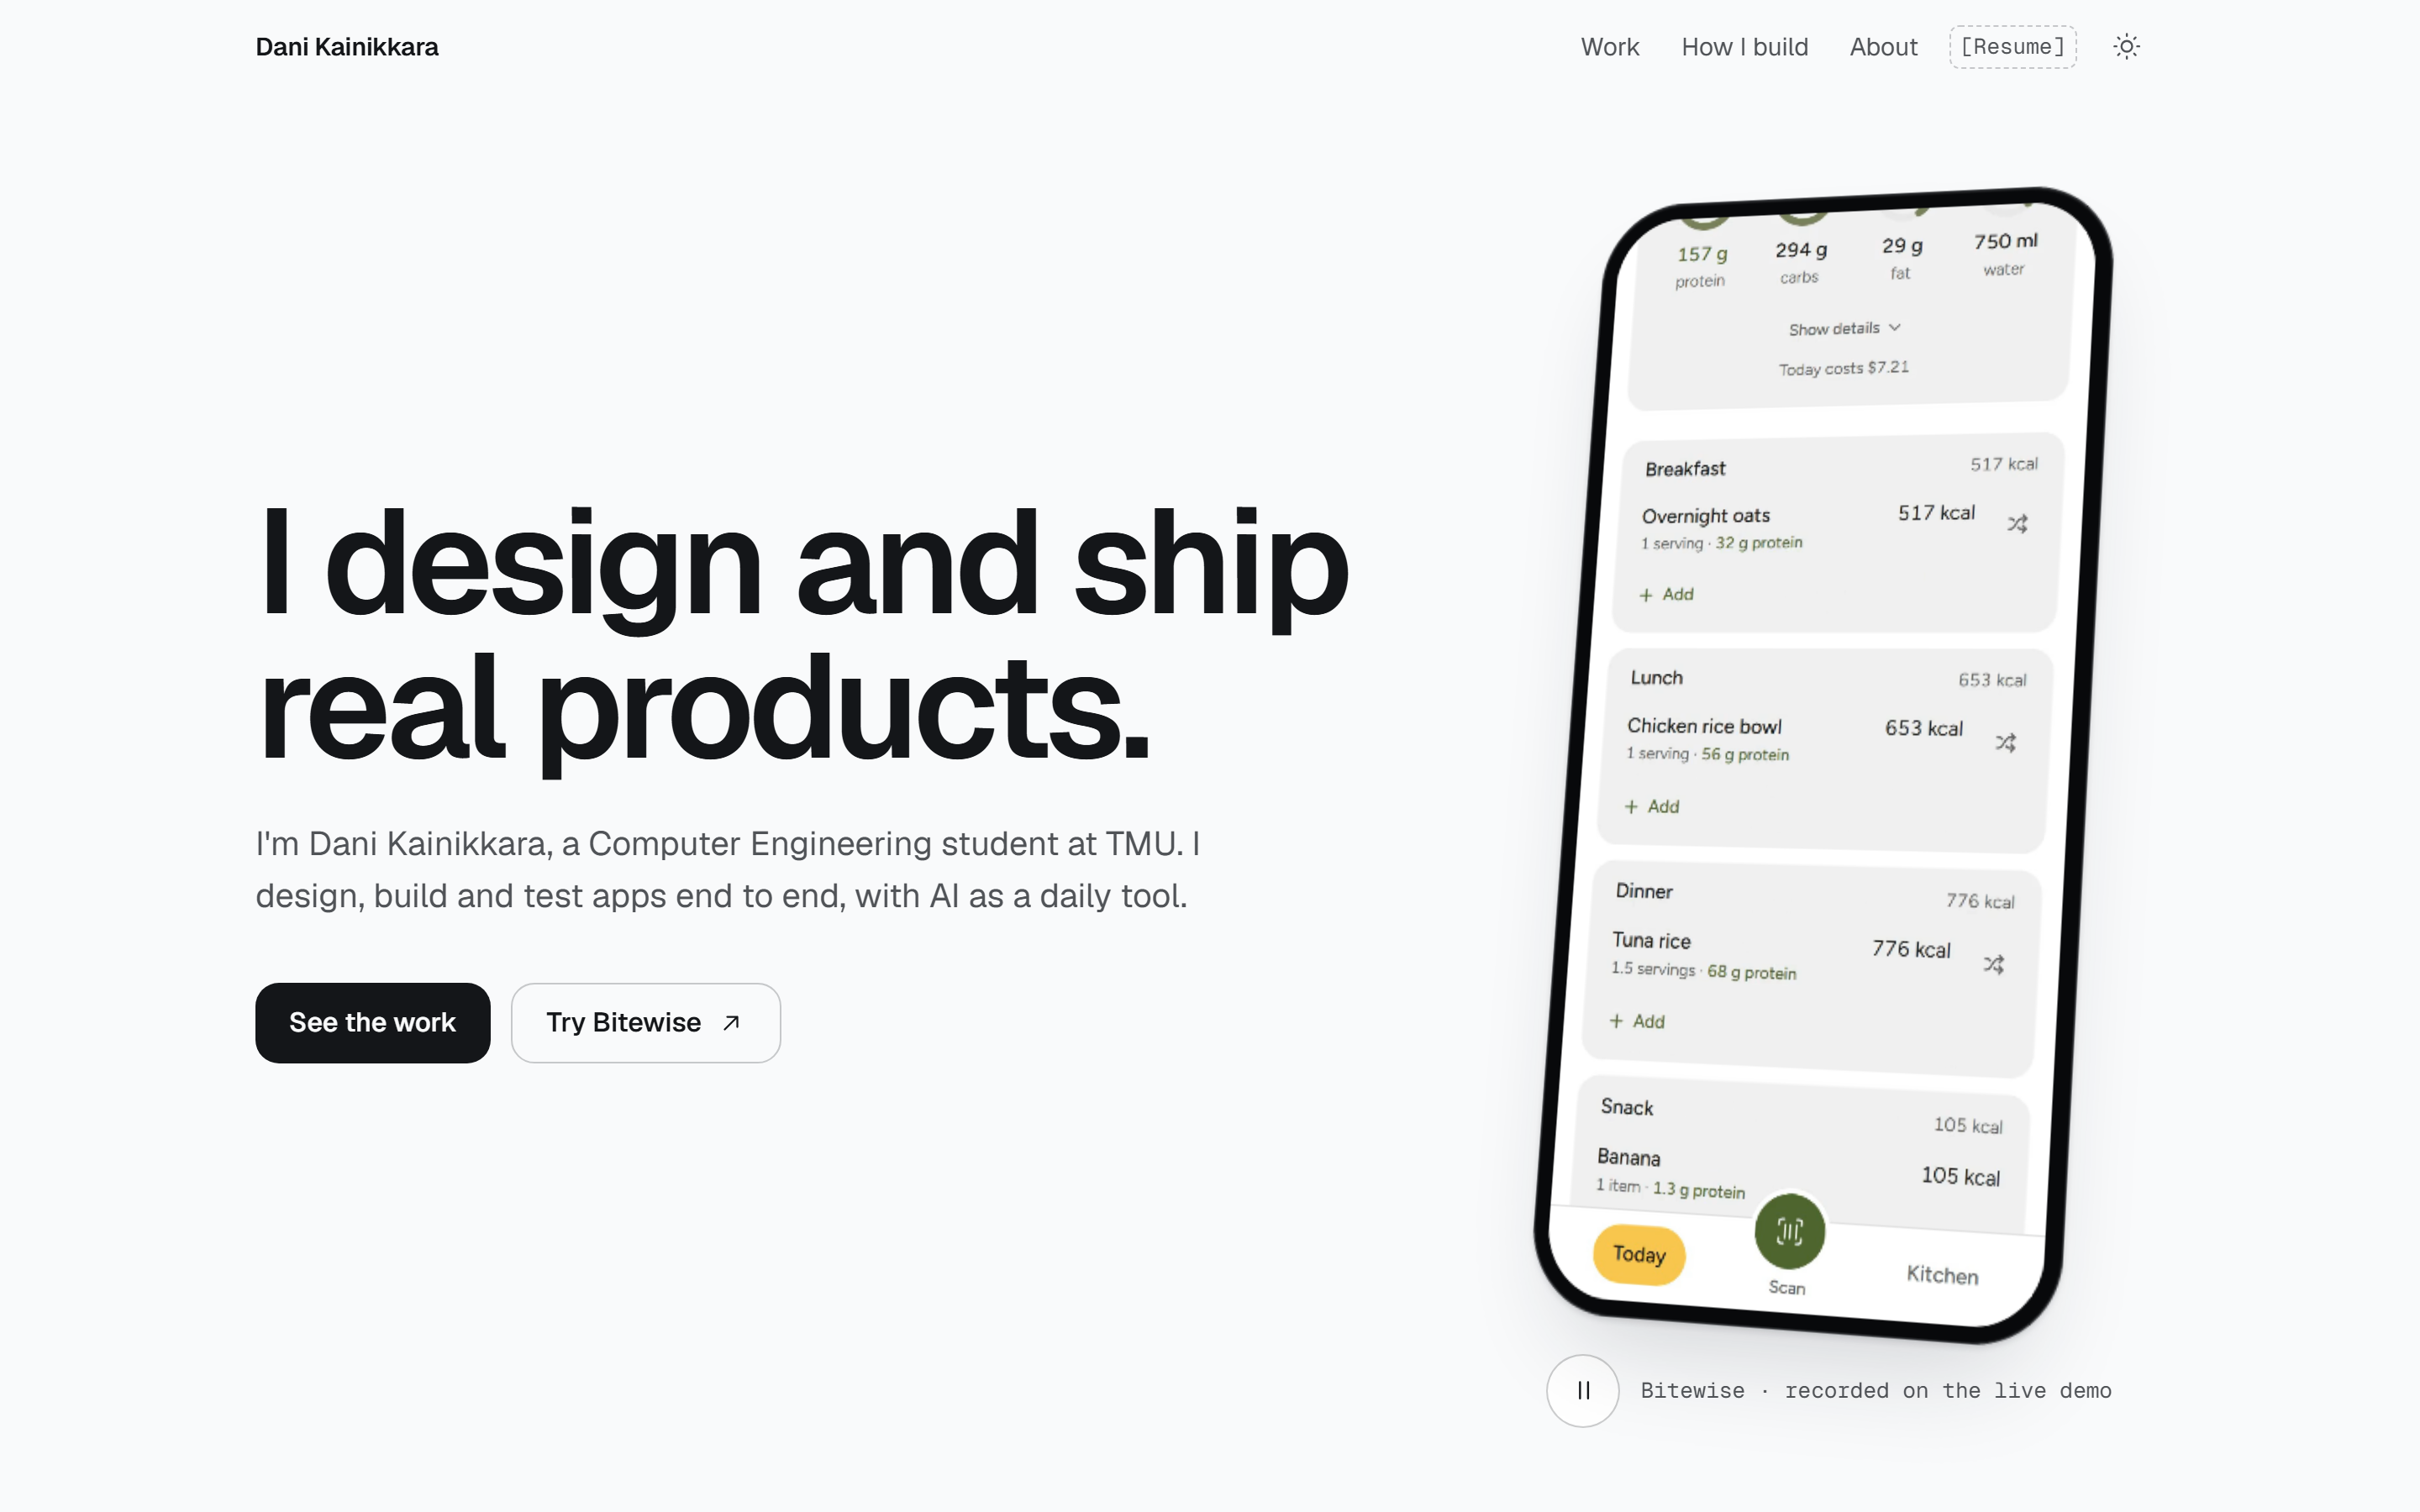 Dani Kainikkara
Work How I build About [Resume]
I design and ship
real products.
I'm Dani Kainikkara, a Computer Engineering student at TMU. I
design, build and test apps end to end, with AI as a daily tool.
See the work Try Bitewise
157 g 294 g 29 g 750 ml
protein carbs fat water
Show details
Today costs $7.21
Breakfast 517 kcal
Overnight oats 517 kcal
1 serving · 32 g protein
+ Add
Lunch 653 kcal
Chicken rice bowl 653 kcal
1 serving · 56 g protein
+ Add
Dinner 776 kcal
Tuna rice 776 kcal
1.5 servings · 68 g protein
+ Add
Snack 105 kcal
Banana 105 kcal
1 item · 1.3 g protein
Today Scan Kitchen
Bitewise · recorded on the live demo